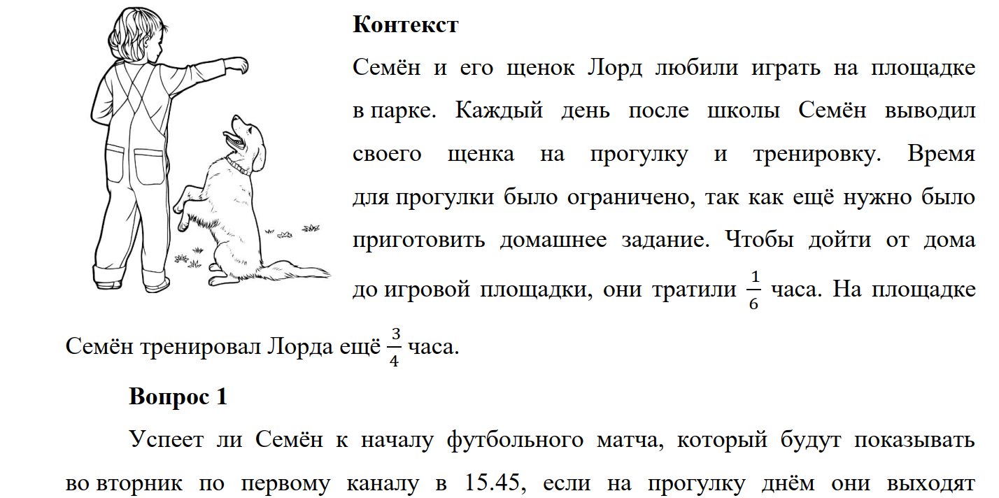 Контекст
Семён и его щенок Лорд любили играть на площадке
в парке. Каждый день после школы Семён выводил
своего щенка на прогулку и тренировку. Время
для прогулки было ограничено, так как ещё нужно было
приготовить домашнее задание. Чтобы дойти от дома
до игровой площадки, они тратили 1/6 часа. На площадке
Семён тренировал Лорда ещё 3/4 часа.
Вопрос 1
Успеет ли Семён к началу футбольного матча, который будут показывать
во вторник по первому каналу в 15.45, если на прогулку днём они выходят